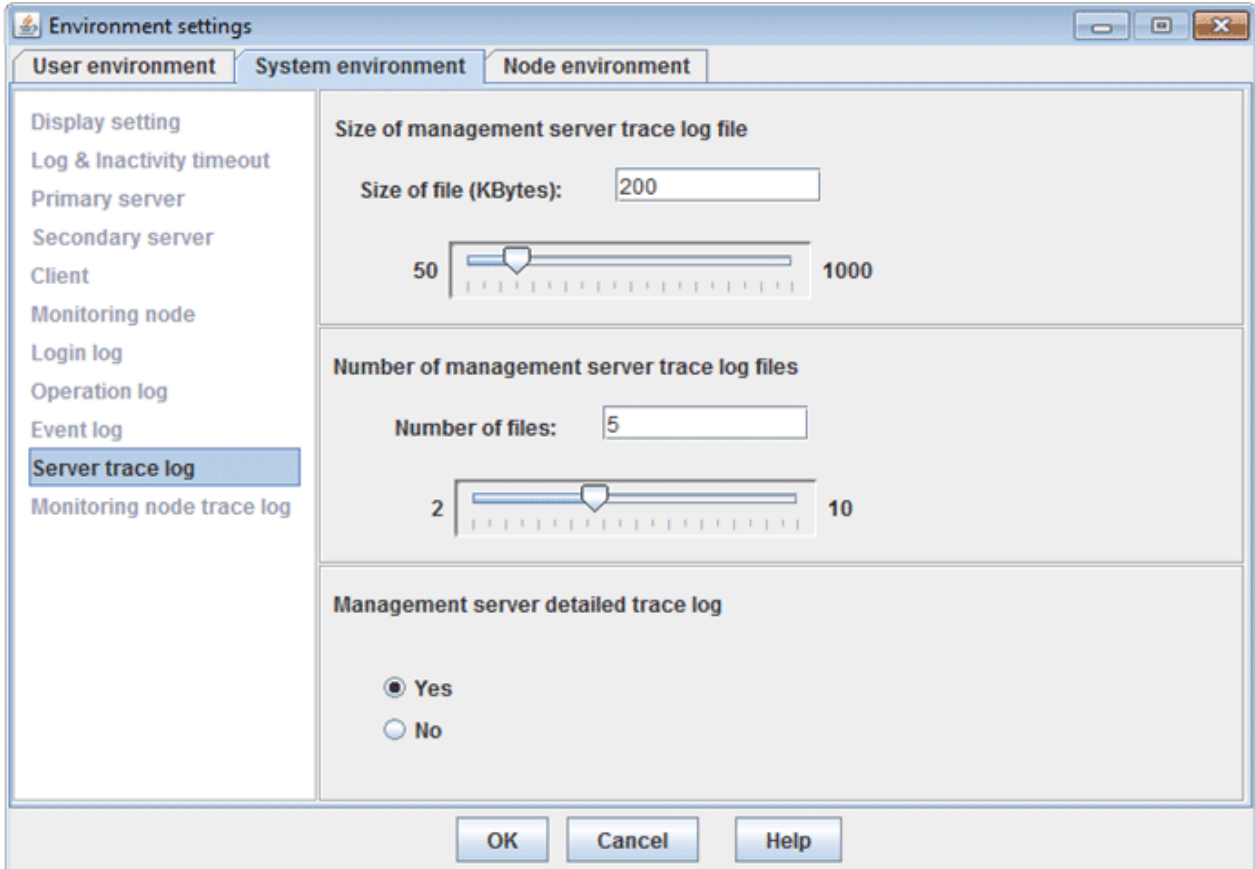 Environment settings
User environment System environment Node environment
Display setting
Log & Inactivity timeout
Primary server
Secondary server
Client
Monitoring node
Login log
Operation log
Event log
Server trace log
Monitoring node trace log
Size of management server trace log file
Size of file (KBytes): 200
50 1000
Number of management server trace log files
Number of files: 5
2 10
Management server detailed trace log
Yes
No
OK Cancel Help